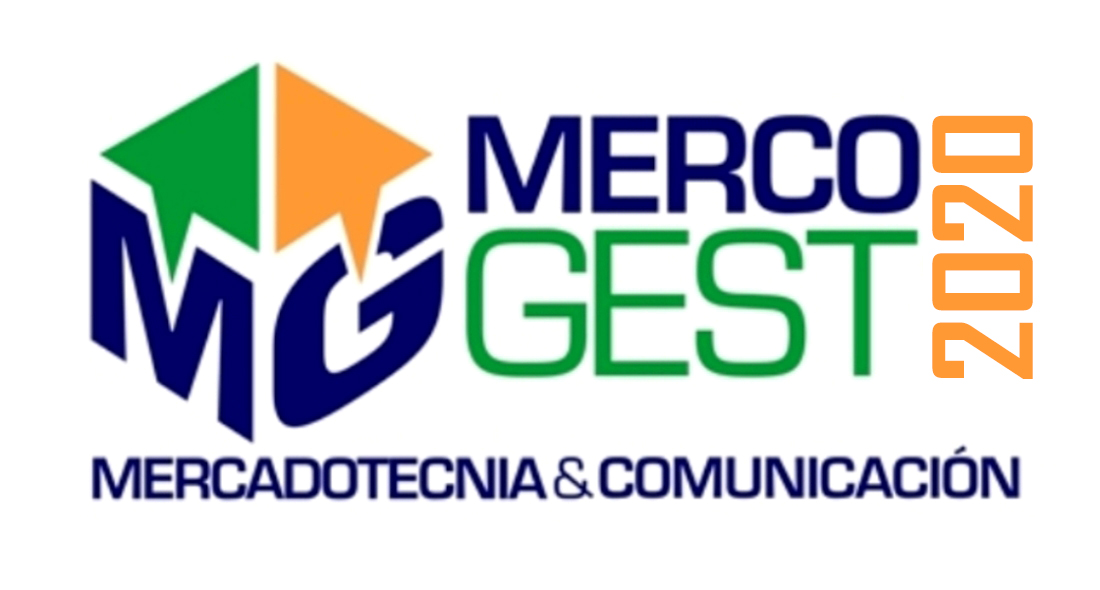 MG
MERCO
GEST
2020
MERCADOTECNIA & COMUNICACIÓN